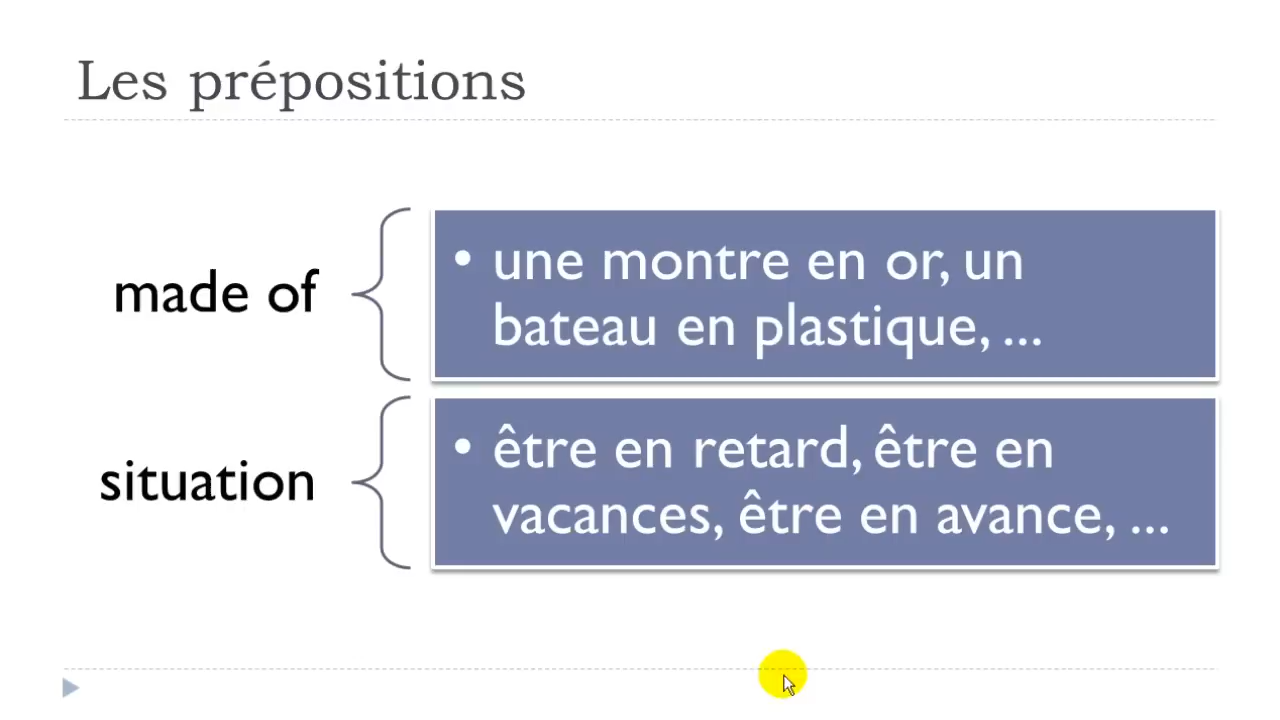 Les prépositions
made of
• une montre en or, un
bateau en plastique, ...
situation
• être en retard, être en
vacances, être en avance, ...